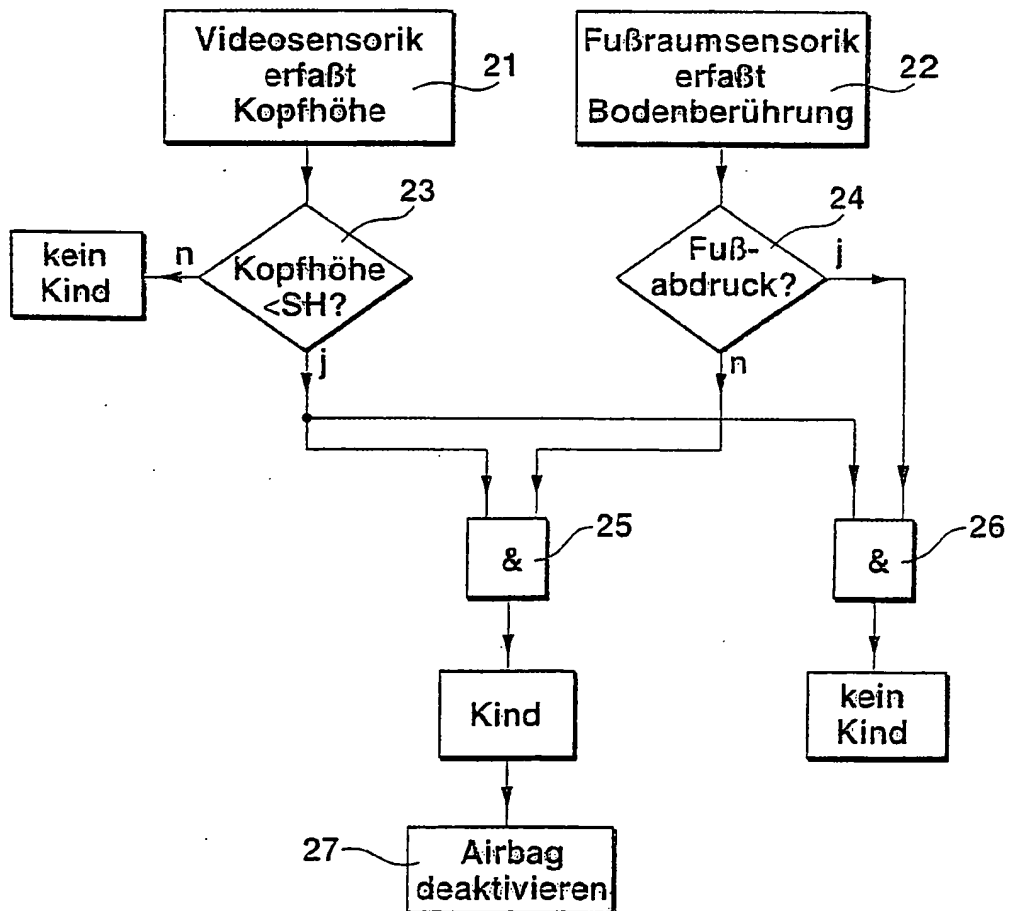 Videosensorik
erfaßt
Kopfhöhe
21
Fußraumsensorik
erfaßt
Bodenberührung
22
23
24
kein
Kind
n
Kopfhöhe
<SH?
j
Fuß-
abdruck?
j
n
&
25
&
26
Kind
kein
Kind
27
Airbag
deaktivieren